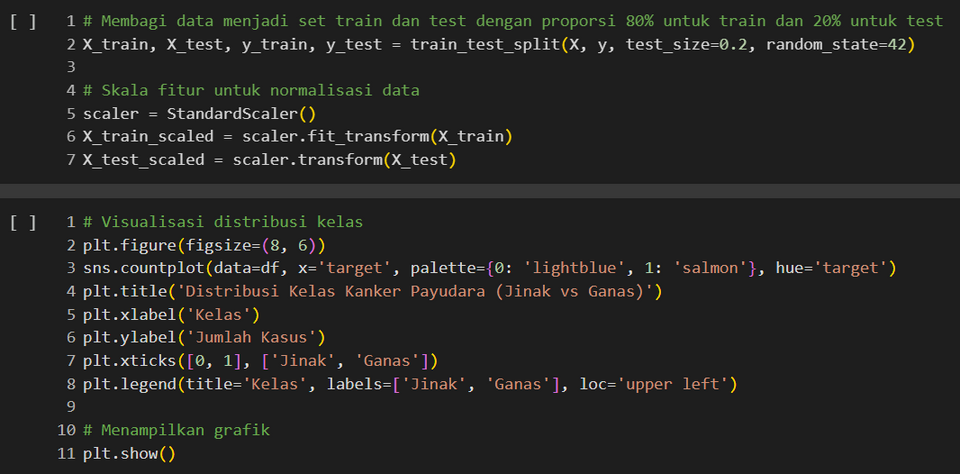 [ ] 1 # Membagi data menjadi set train dan test dengan proporsi 80% untuk train dan 20% untuk test
2 X_train, X_test, y_train, y_test = train_test_split(X, y, test_size=0.2, random_state=42)
3
4 # Skala fitur untuk normalisasi data
5 scaler = StandardScaler()
6 X_train_scaled = scaler.fit_transform(X_train)
7 X_test_scaled = scaler.transform(X_test)
[ ] 1 # Visualisasi distribusi kelas
2 plt.figure(figsize=(8, 6))
3 sns.countplot(data=df, x='target', palette={0: 'lightblue', 1: 'salmon'}, hue='target')
4 plt.title('Distribusi Kelas Kanker Payudara (Jinak vs Ganas)')
5 plt.xlabel('Kelas')
6 plt.ylabel('Jumlah Kasus')
7 plt.xticks([0, 1], ['Jinak', 'Ganas'])
8 plt.legend(title='Kelas', labels=['Jinak', 'Ganas'], loc='upper left')
9
10 # Menampilkan grafik
11 plt.show()